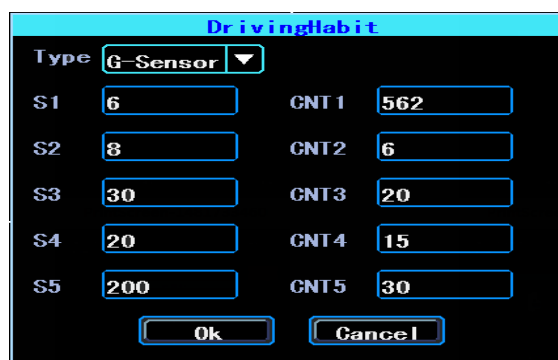 DrivingHabit
Type G-Sensor
S1 6 CNT1 562
S2 8 CNT2 6
S3 30 CNT3 20
S4 20 CNT4 15
S5 200 CNT5 30
Ok Cancel